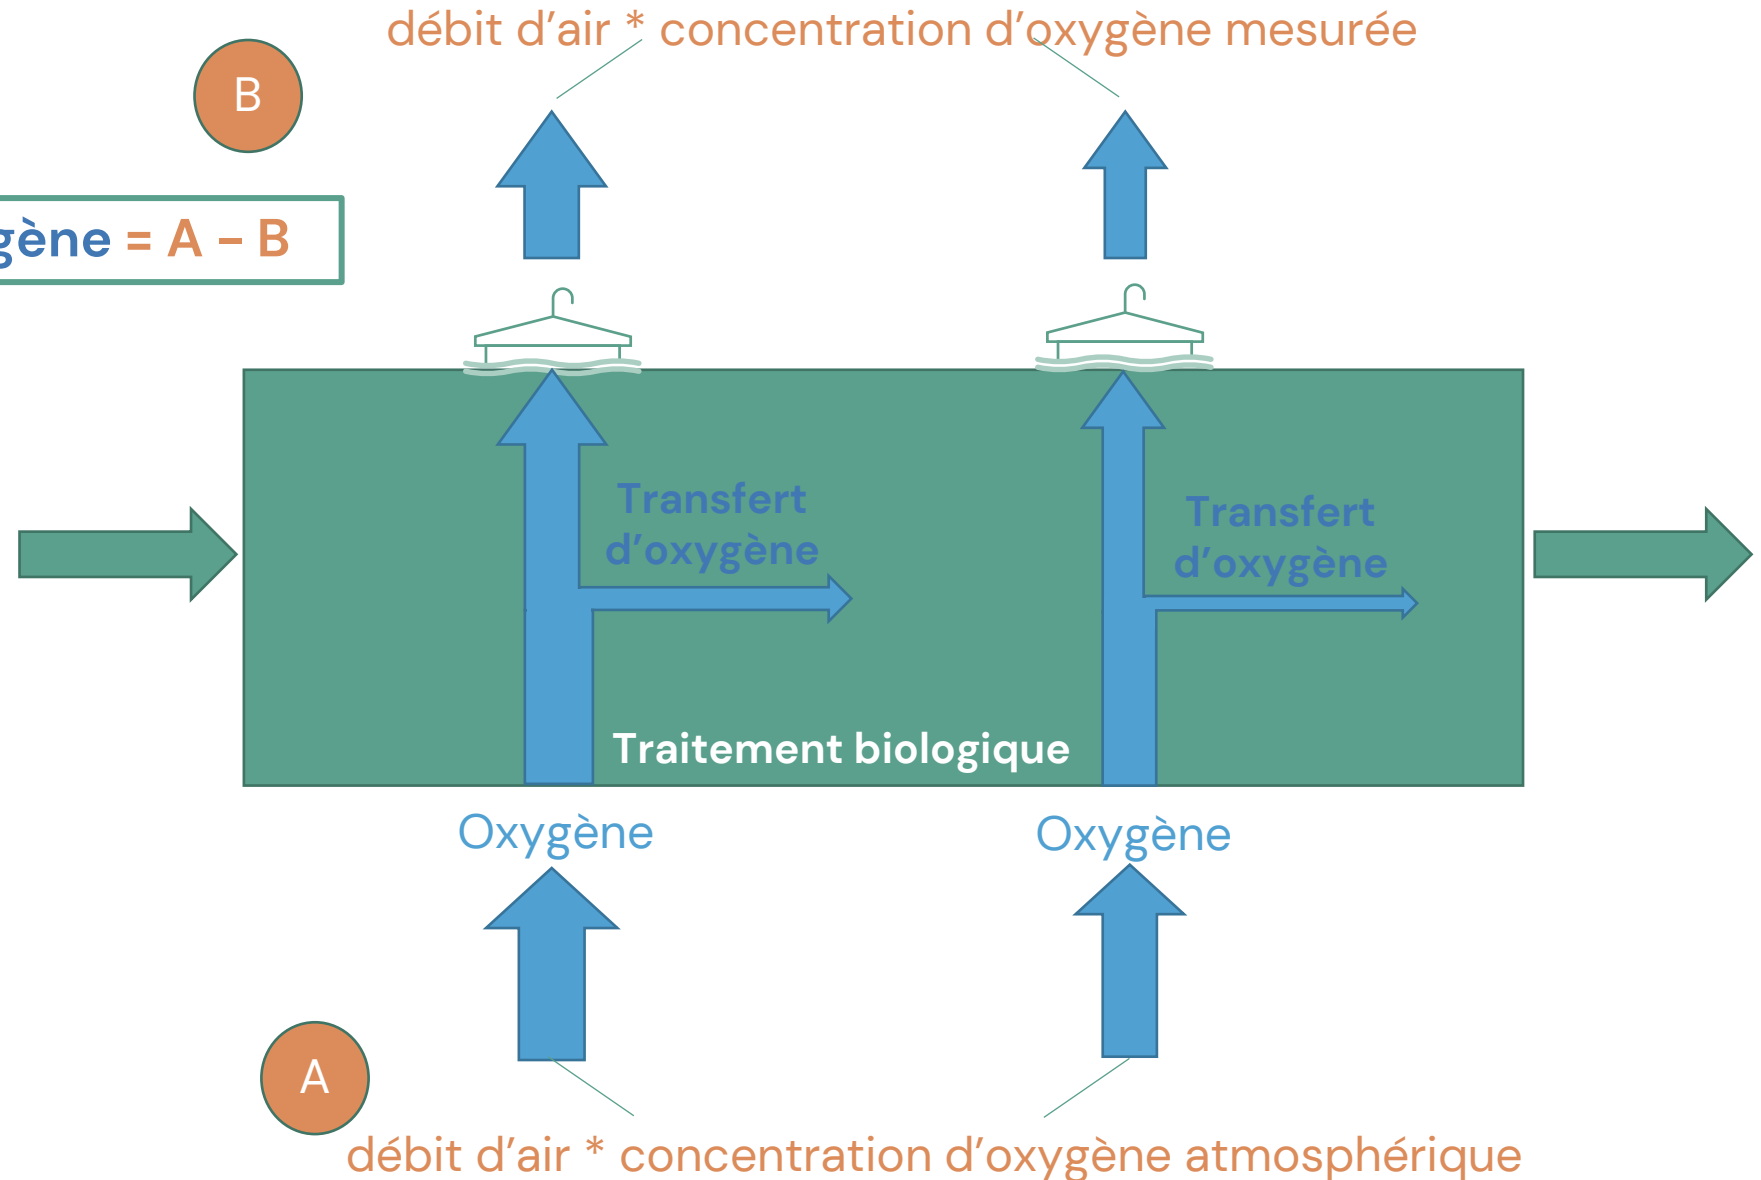 débit d'air * concentration d'oxygène mesurée
B
gène = A – B
Transfert
d'oxygène
Transfert
d'oxygène
Traitement biologique
Oxygène
Oxygène
A
débit d'air * concentration d'oxygène atmosphérique